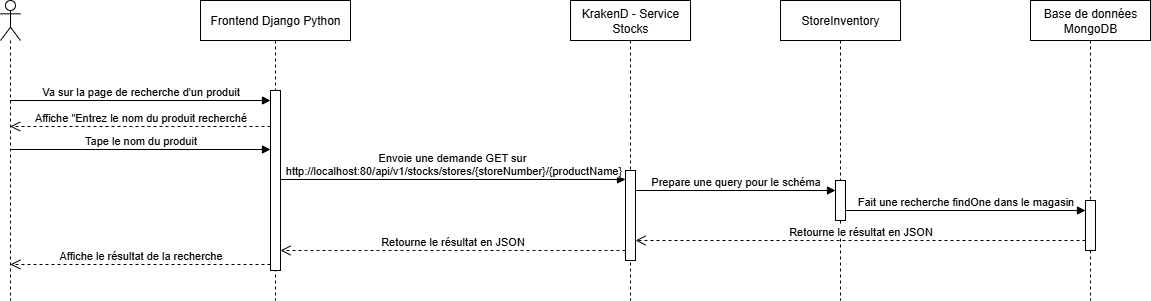 Frontend Django Python
KrakenD - Service
Stocks
StoreInventory
Base de données
MongoDB
Va sur la page de recherche d'un produit
Affiche "Entrez le nom du produit recherché
Tape le nom du produit
Envoie une demande GET sur
http://localhost:80/api/v1/stocks/stores/{storeNumber}/{productName}
Prepare une query pour le schéma
Fait une recherche findOne dans le magasin
Retourne le résultat en JSON
Retourne le résultat en JSON
Affiche le résultat de la recherche